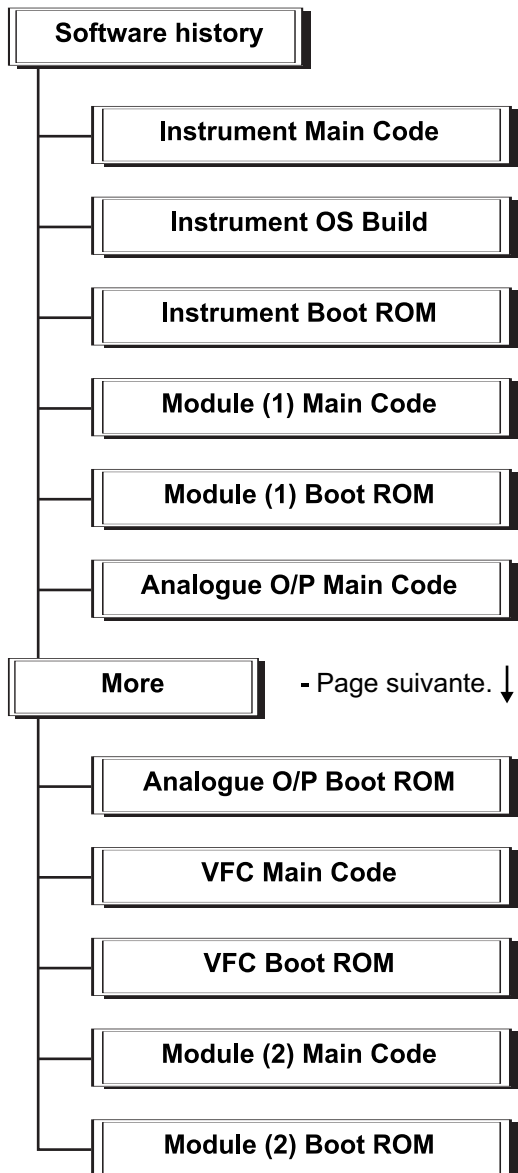 Software history
Instrument Main Code
Instrument OS Build
Instrument Boot ROM
Module (1) Main Code
Module (1) Boot ROM
Analogue O/P Main Code
More - Page suivante. ↓
Analogue O/P Boot ROM
VFC Main Code
VFC Boot ROM
Module (2) Main Code
Module (2) Boot ROM